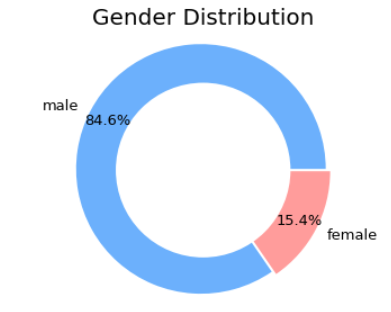 Gender Distribution
male
84.6%
15.4%
female